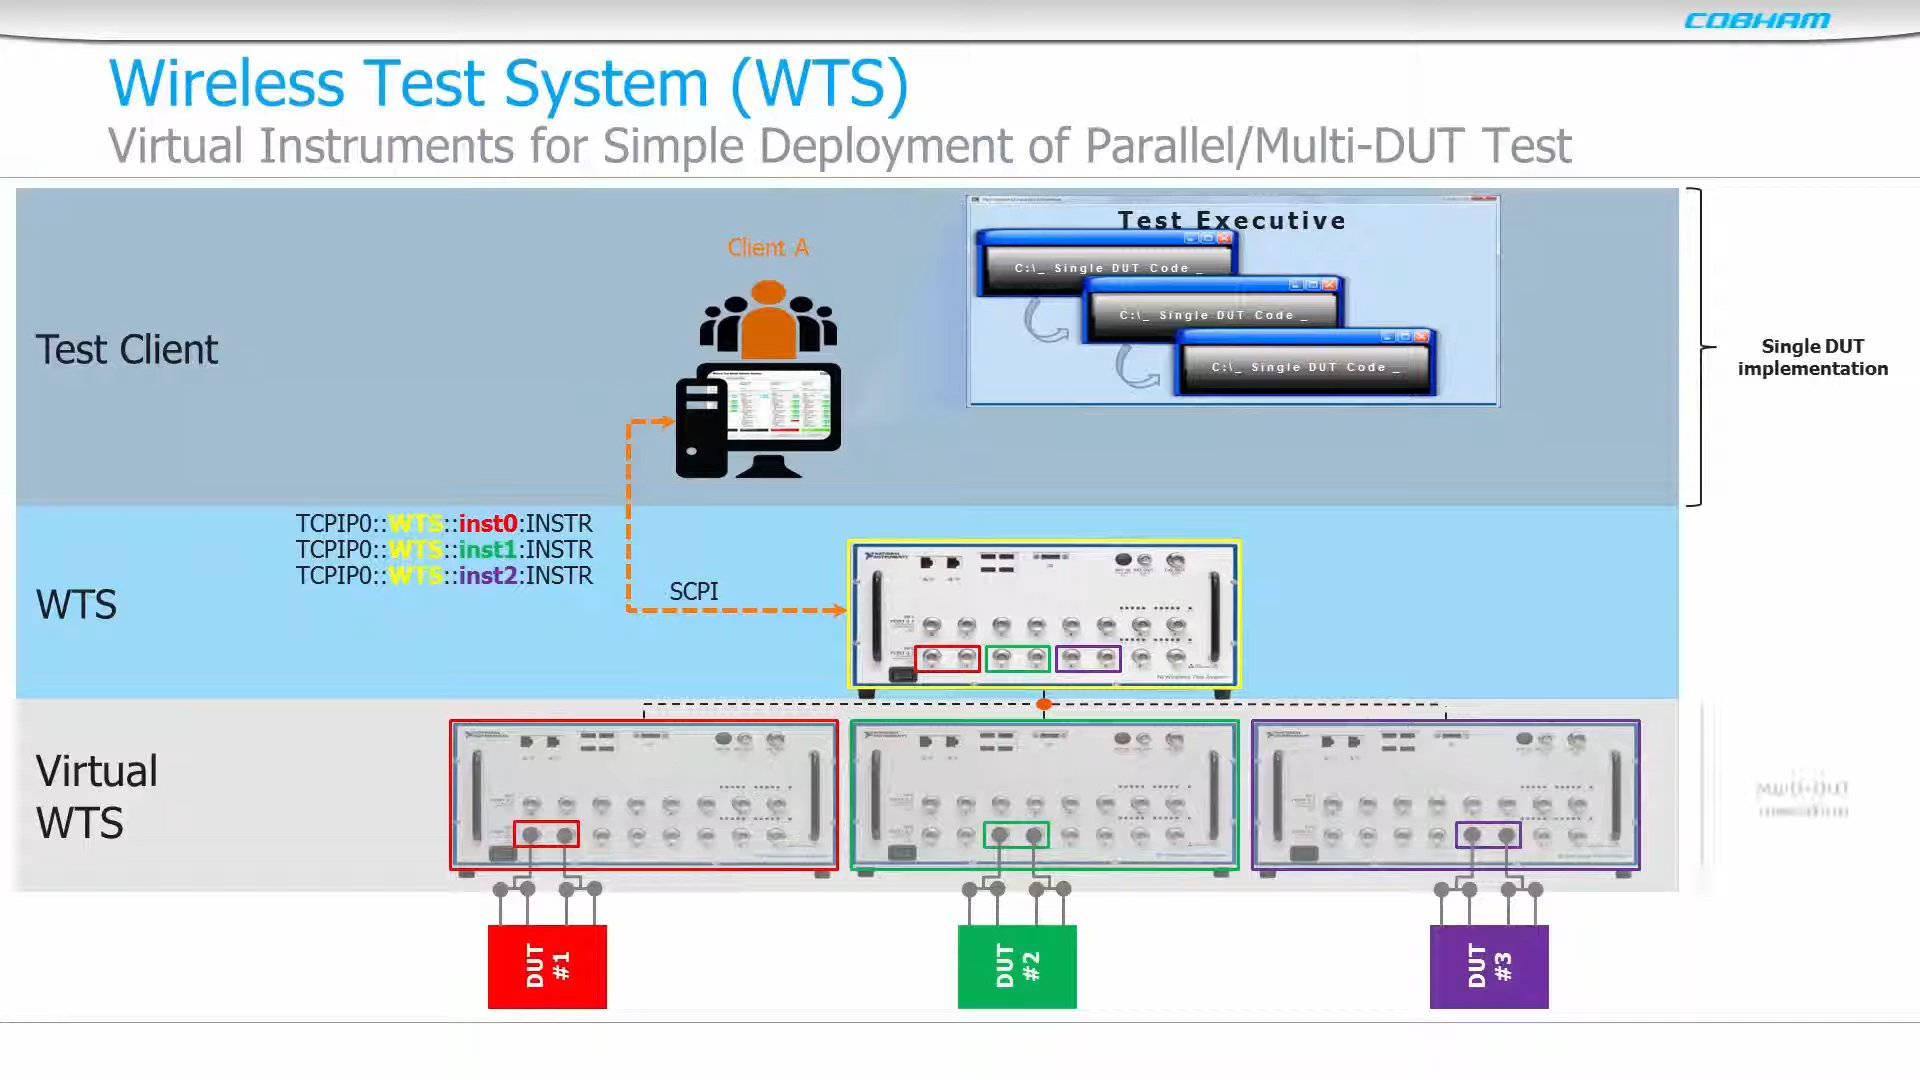 COBHAM
Wireless Test System (WTS)
Virtual Instruments for Simple Deployment of Parallel/Multi-DUT Test
Test Executive
Client A
C:\_ Single DUT Code _
C:\_ Single DUT Code _
C:\_ Single DUT Code _
Test Client
Single DUT
implementation
TCPIP0::WTS::inst0:INSTR
TCPIP0::WTS::inst1:INSTR
TCPIP0::WTS::inst2:INSTR
SCPI
WTS
Virtual
WTS
Multi-DUT
DUT
#1
DUT
#2
DUT
#3